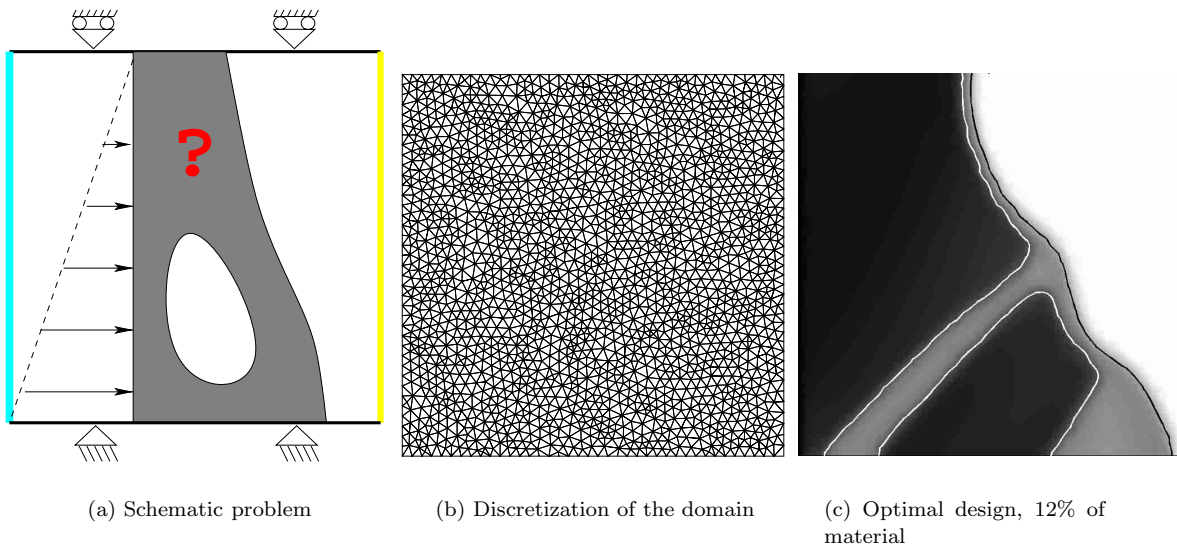 ?
(a) Schematic problem
(b) Discretization of the domain
(c) Optimal design, 12% of
material